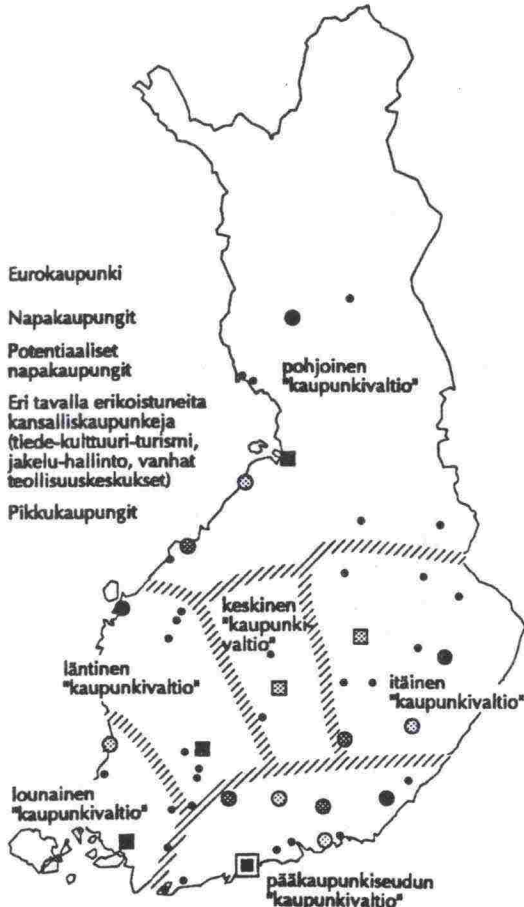 Eurokaupunki
Napakaupungit
Potentiaaliset
napakaupungit
Eri tavalla erikoistuneita
kansalliskaupunkeja
(tiede-kulttuuri-turismi,
jakelu-hallinto, vanhat
teollisuuskeskukset)
Pikkukaupungit
pohjoinen
"kaupunkivaltio"
keskinen
"kaupunki-
valtio"
läntinen
"kaupunkivaltio"
itäinen
"kaupunkivaltio"
lounainen
"kaupunkivaltio"
pääkaupunkiseudun
"kaupunkivaltio"